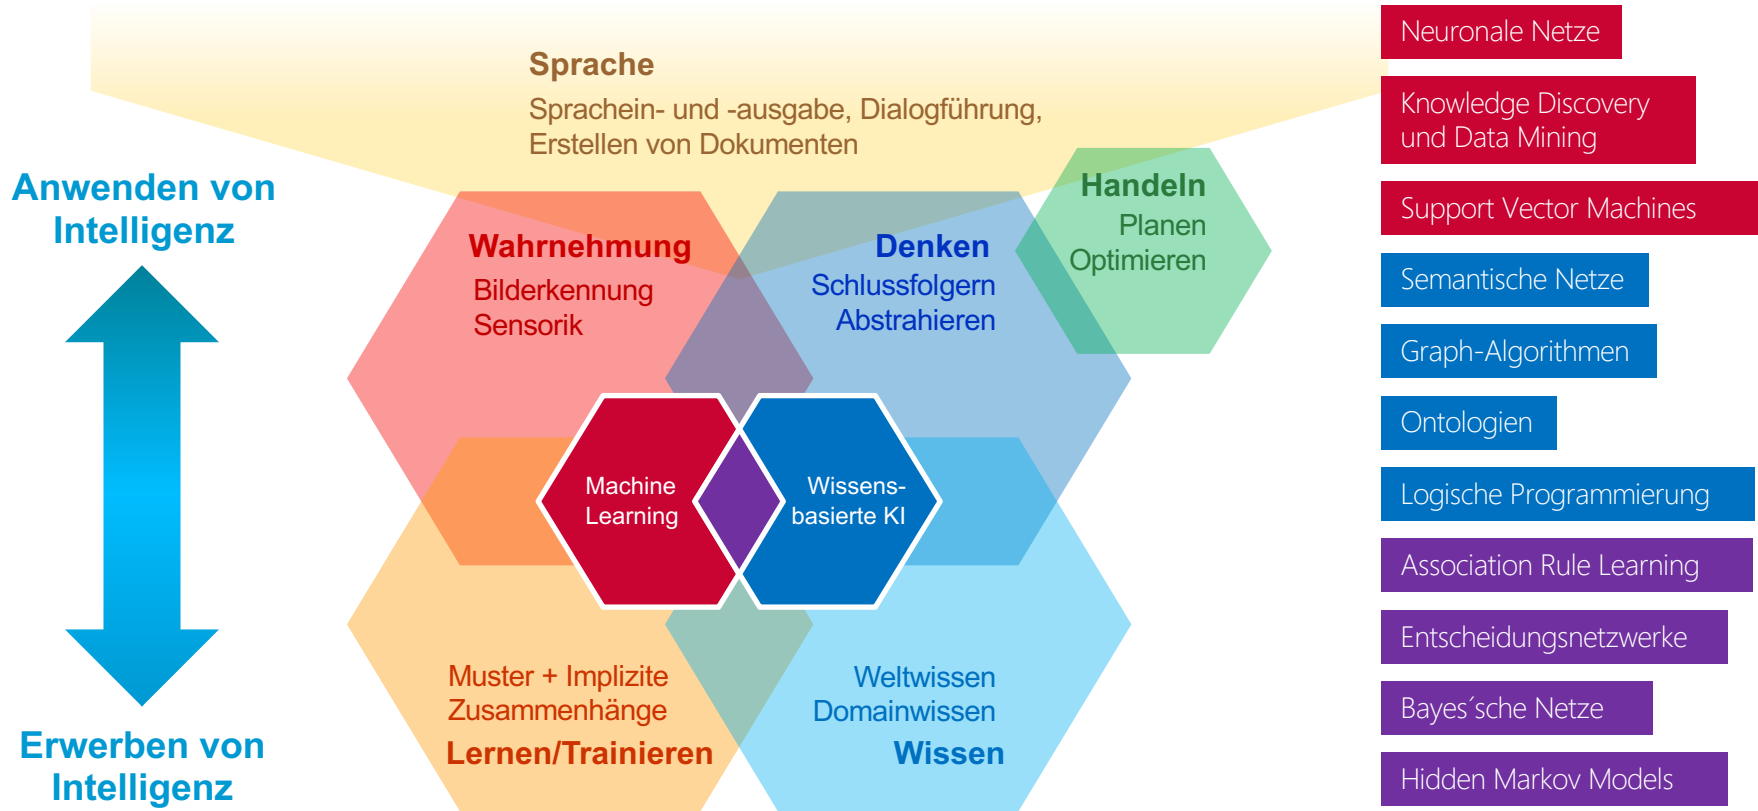 Sprache
Sprachein- und -ausgabe, Dialogführung,
Erstellen von Dokumenten
Anwenden von
Intelligenz
Erwerben von
Intelligenz
Wahrnehmung
Bilderkennung
Sensorik
Denken
Schlussfolgern
Abstrahieren
Handeln
Planen
Optimieren
Machine
Learning
Wissens-
basierte KI
Muster + Implizite
Zusammenhänge
Lernen/Trainieren
Weltwissen
Domainwissen
Wissen
Neuronale Netze
Knowledge Discovery
und Data Mining
Support Vector Machines
Semantische Netze
Graph-Algorithmen
Ontologien
Logische Programmierung
Association Rule Learning
Entscheidungsnetzwerke
Bayes´sche Netze
Hidden Markov Models